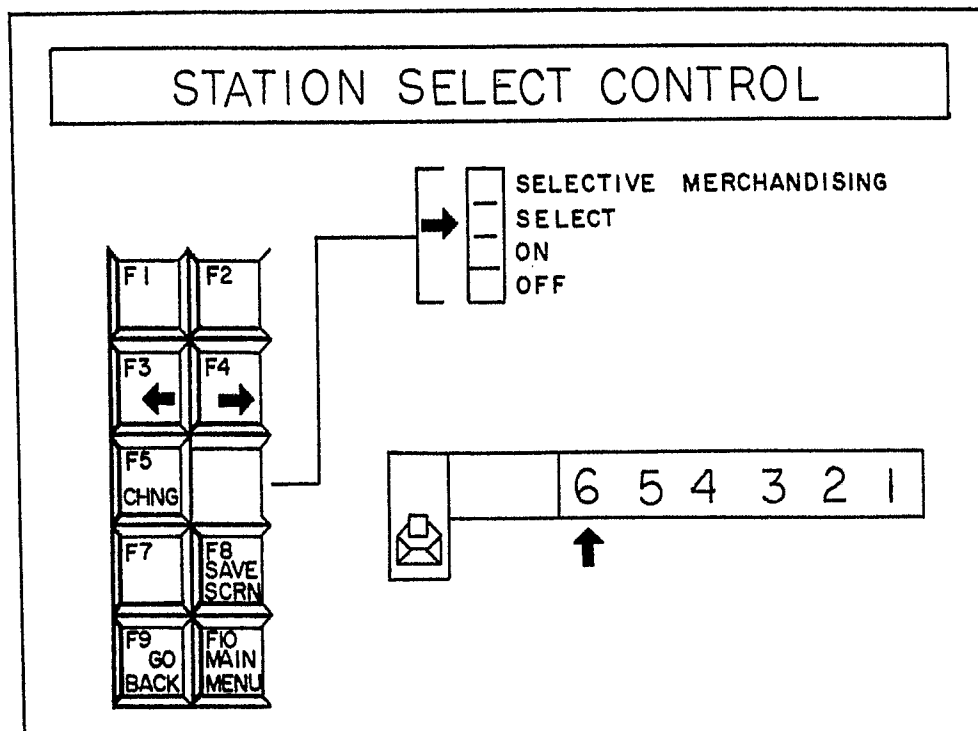 STATION SELECT CONTROL
SELECTIVE MERCHANDISING
SELECT
ON
OFF
F1 F2
F3 F4
F5
CHNG
F7 F8
SAVE
SCRN
F9 F10
GO MAIN
BACK MENU
6 5 4 3 2 1